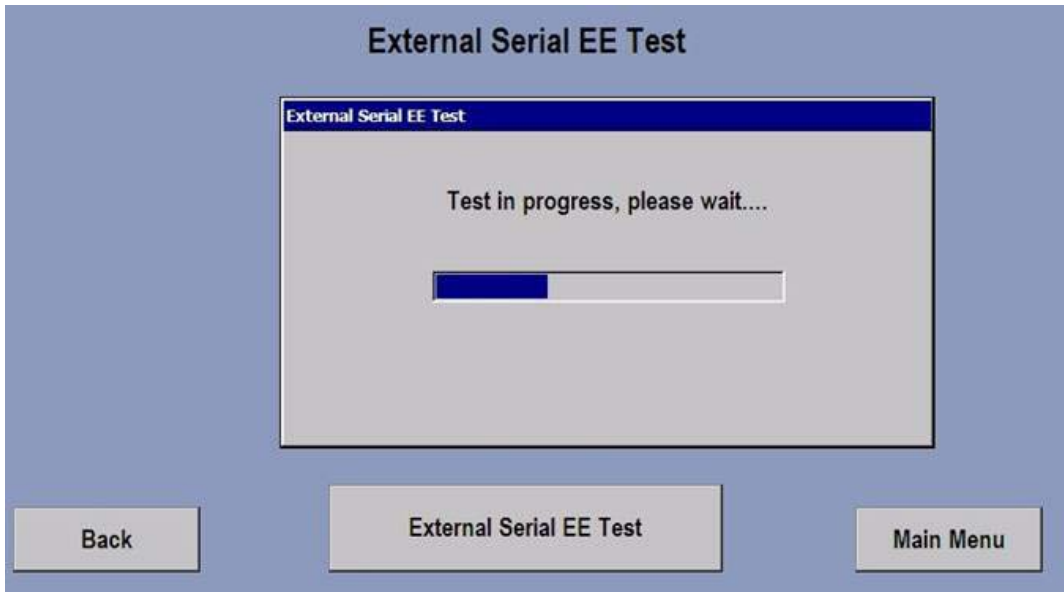 External Serial EE Test
External Serial EE Test
Test in progress, please wait....
Back
External Serial EE Test
Main Menu